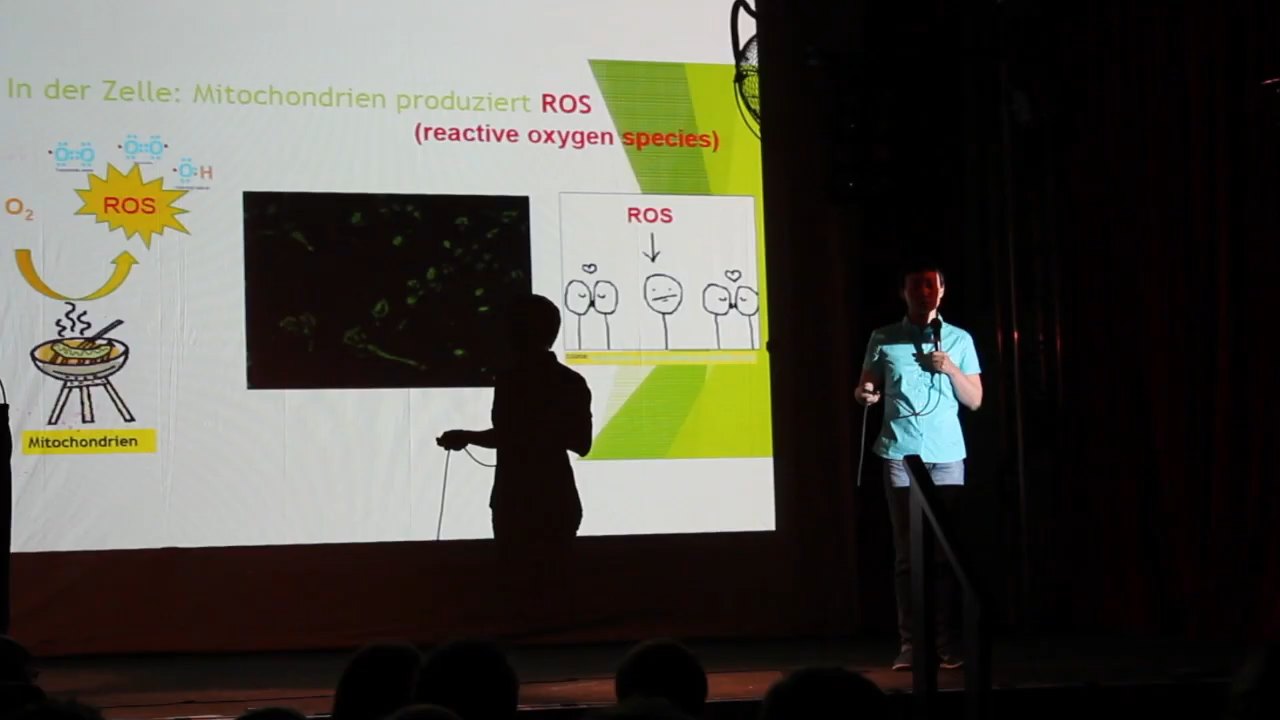 In der Zelle: Mitochondrien produziert ROS
(reactive oxygen species)
O::O
O::O
O H
O2
ROS
ROS
Mitochondrien